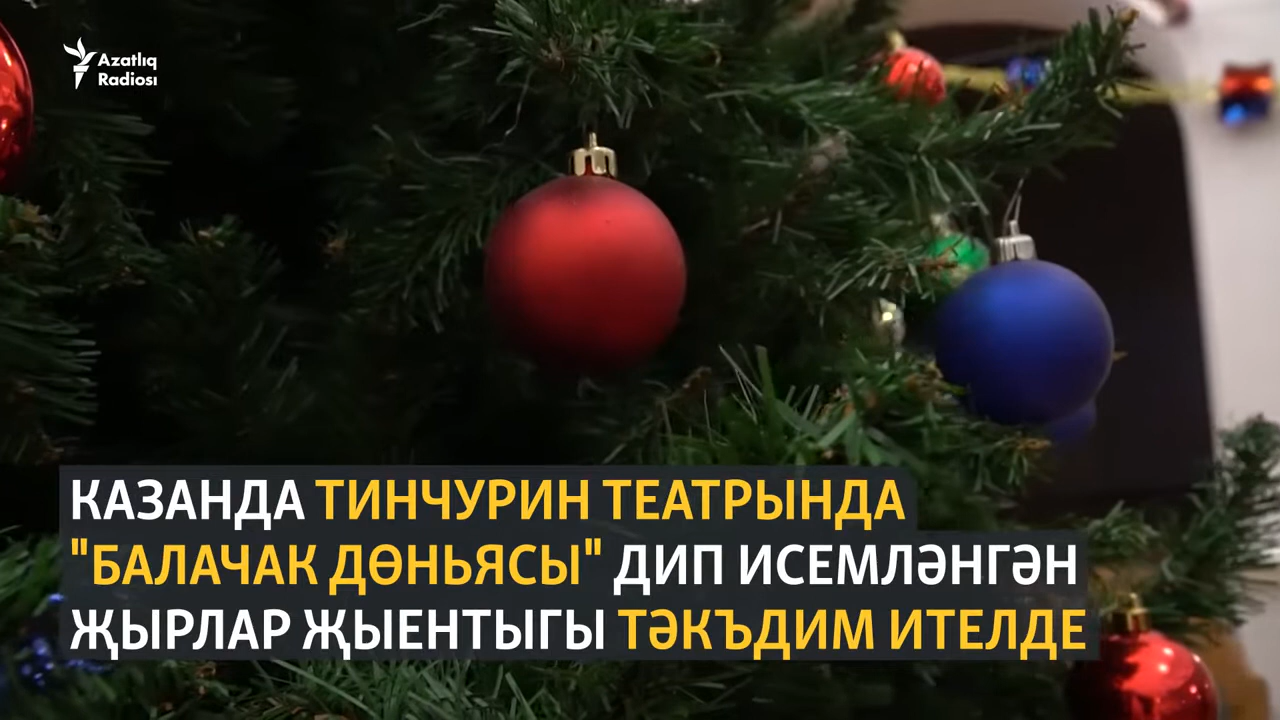 Azatlıq
Radiosı
КАЗАНДА ТИНЧУРИН ТЕАТРЫНДА
"БАЛАЧАК ДӨНЬЯСЫ" ДИП ИСЕМЛӘНГӘН
ҖЫРЛАР ҖЫЕНТЫГЫ ТӘКЪДИМ ИТЕЛДЕ